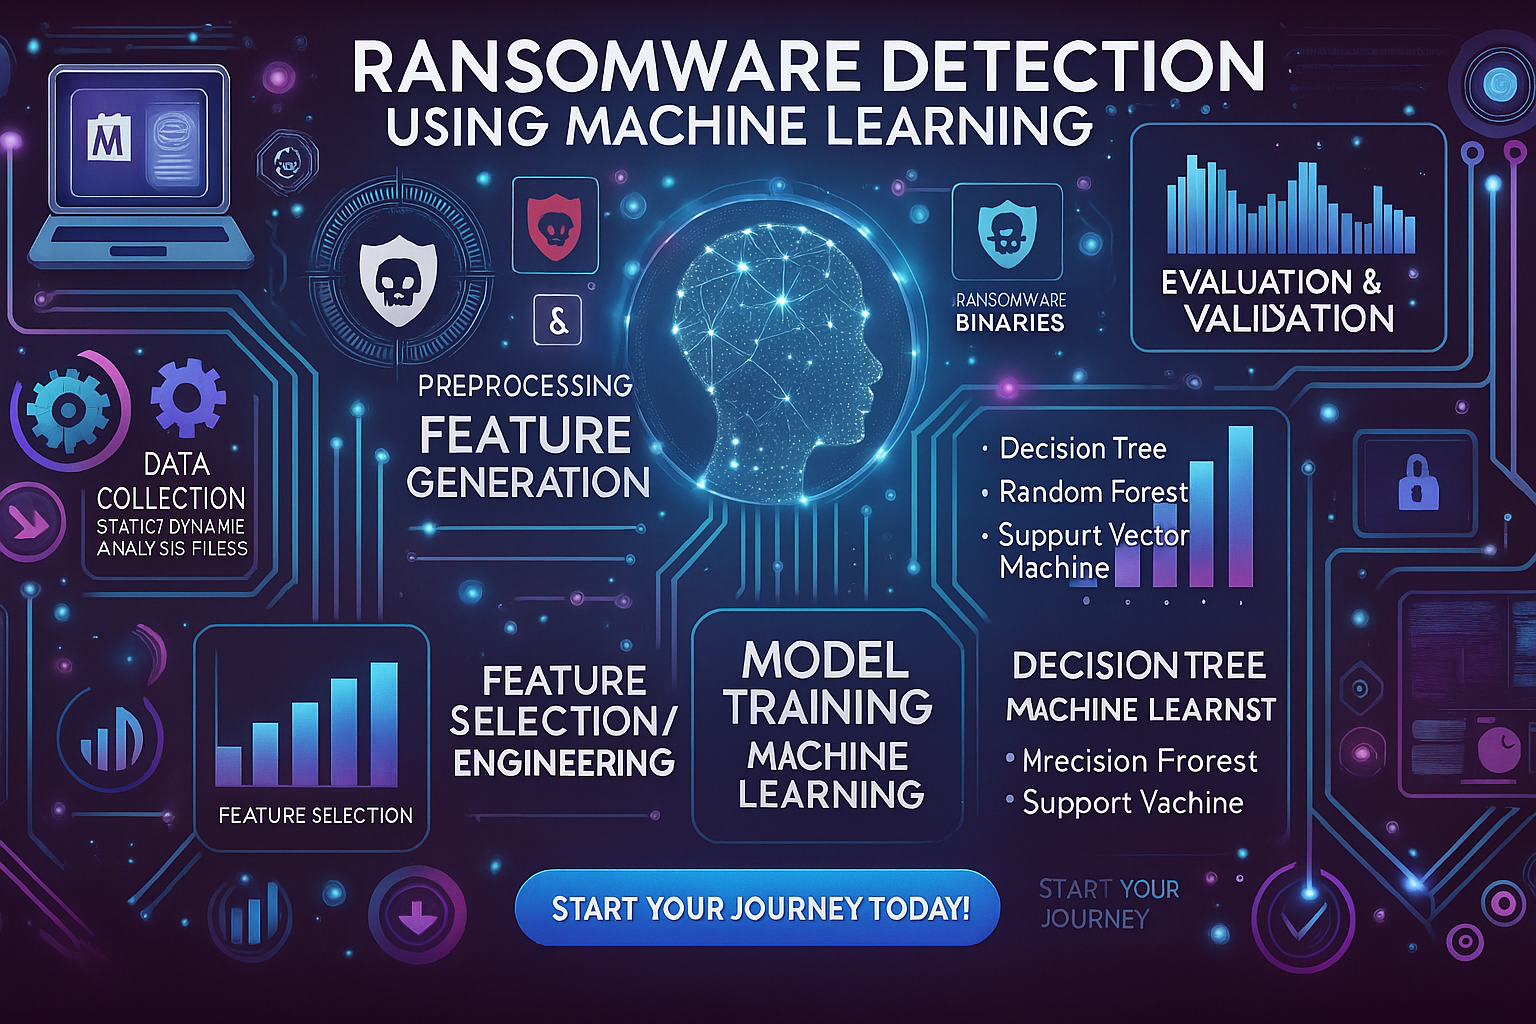 RANSOMWARE DETECTION
USING MACHINE LEARNING
M
&
RANSOMWARE
BINARIES
EVALUATION &
VALIDATION
PREPROCESSING
FEATURE
GENERATION
DATA
COLLECTION
STATIC7 DYNAMIE
ANALY SIS FILESS
• Decision Tree
• Random Forest
• Suppurt Vector
Machine
FEATURE SELECTION
FEATURE
SELECTION/
ENGINEERING
MODEL
TRAINING
MACHINE
LEARNING
DECISION TREE
MACHINE LEARNST
• Mrecision Frorest
• Support Vachine
START YOUR JOURNEY TODAY!
START YOUR
JOURNEY